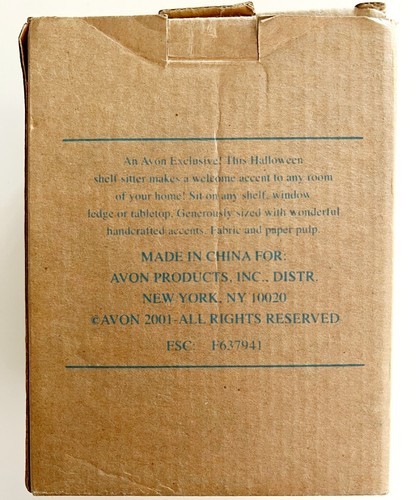 An Avon Exclusive! This Halloween
shelf sitter makes a welcome accent to any room
of your home! Sit on any shelf, window
ledge or tabletop. Generously sized with wonderful
handcrafted accents. Fabric and paper pulp.
MADE IN CHINA FOR:
AVON PRODUCTS, INC., DISTR.
NEW YORK, NY 10020
©AVON 2001-ALL RIGHTS RESERVED
ESC: F637941